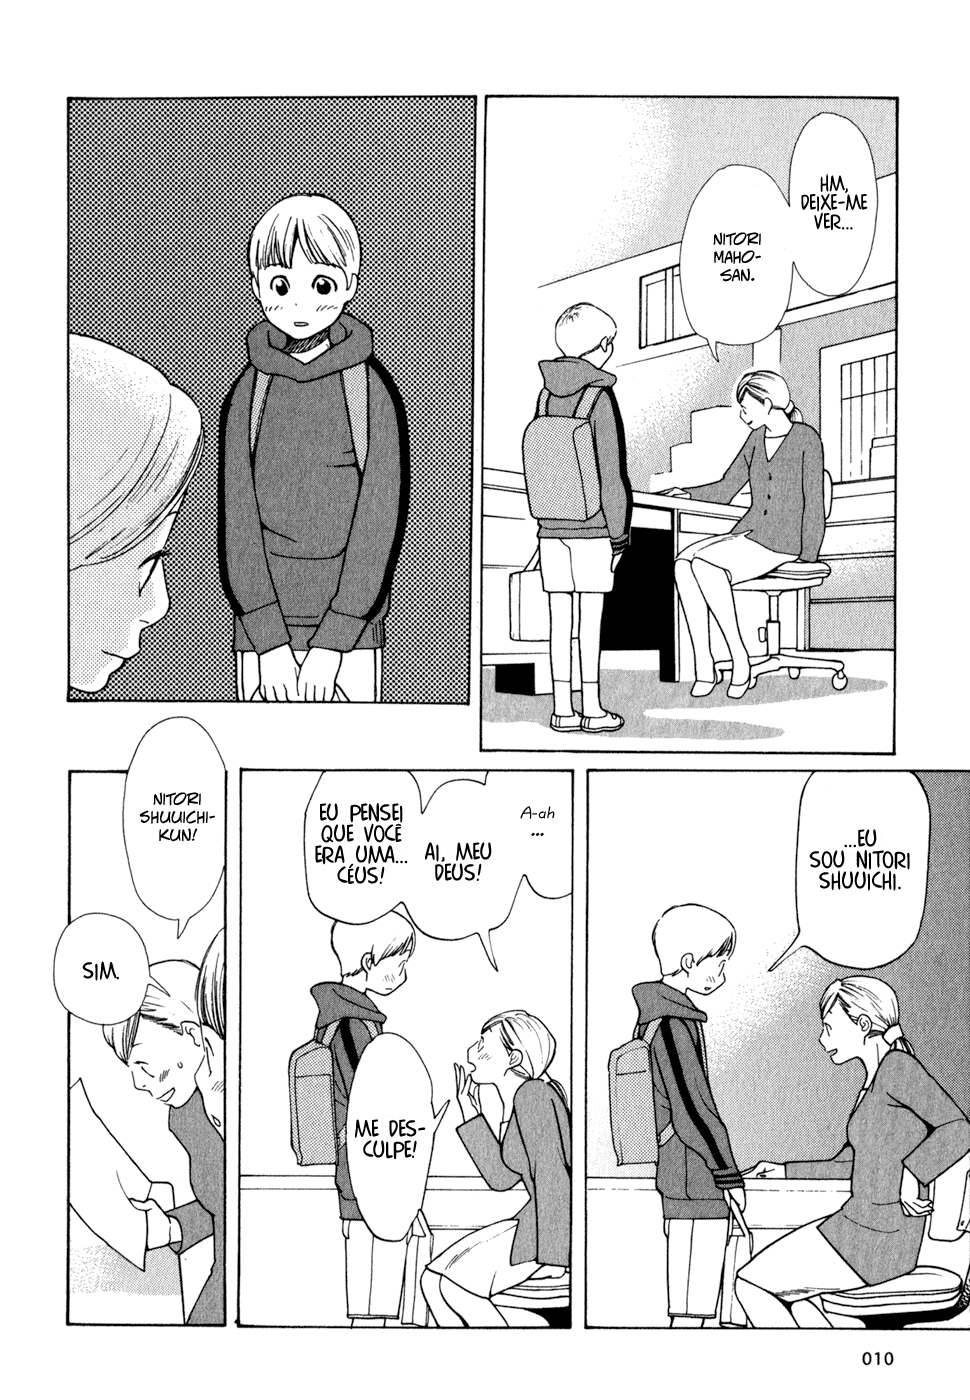 HM,
DEIXE-ME
VER...
NITORI
MAHO-
SAN.
...EU
SOU NITORI
SHUUICHI.
A-ah
...
AI, MEU
DEUS!
EU PENSEI
QUE VOCÊ
ERA UMA...
CÉUS!
ME DES-
CULPE!
NITORI
SHUUICHI-
KUN!
SIM.
010